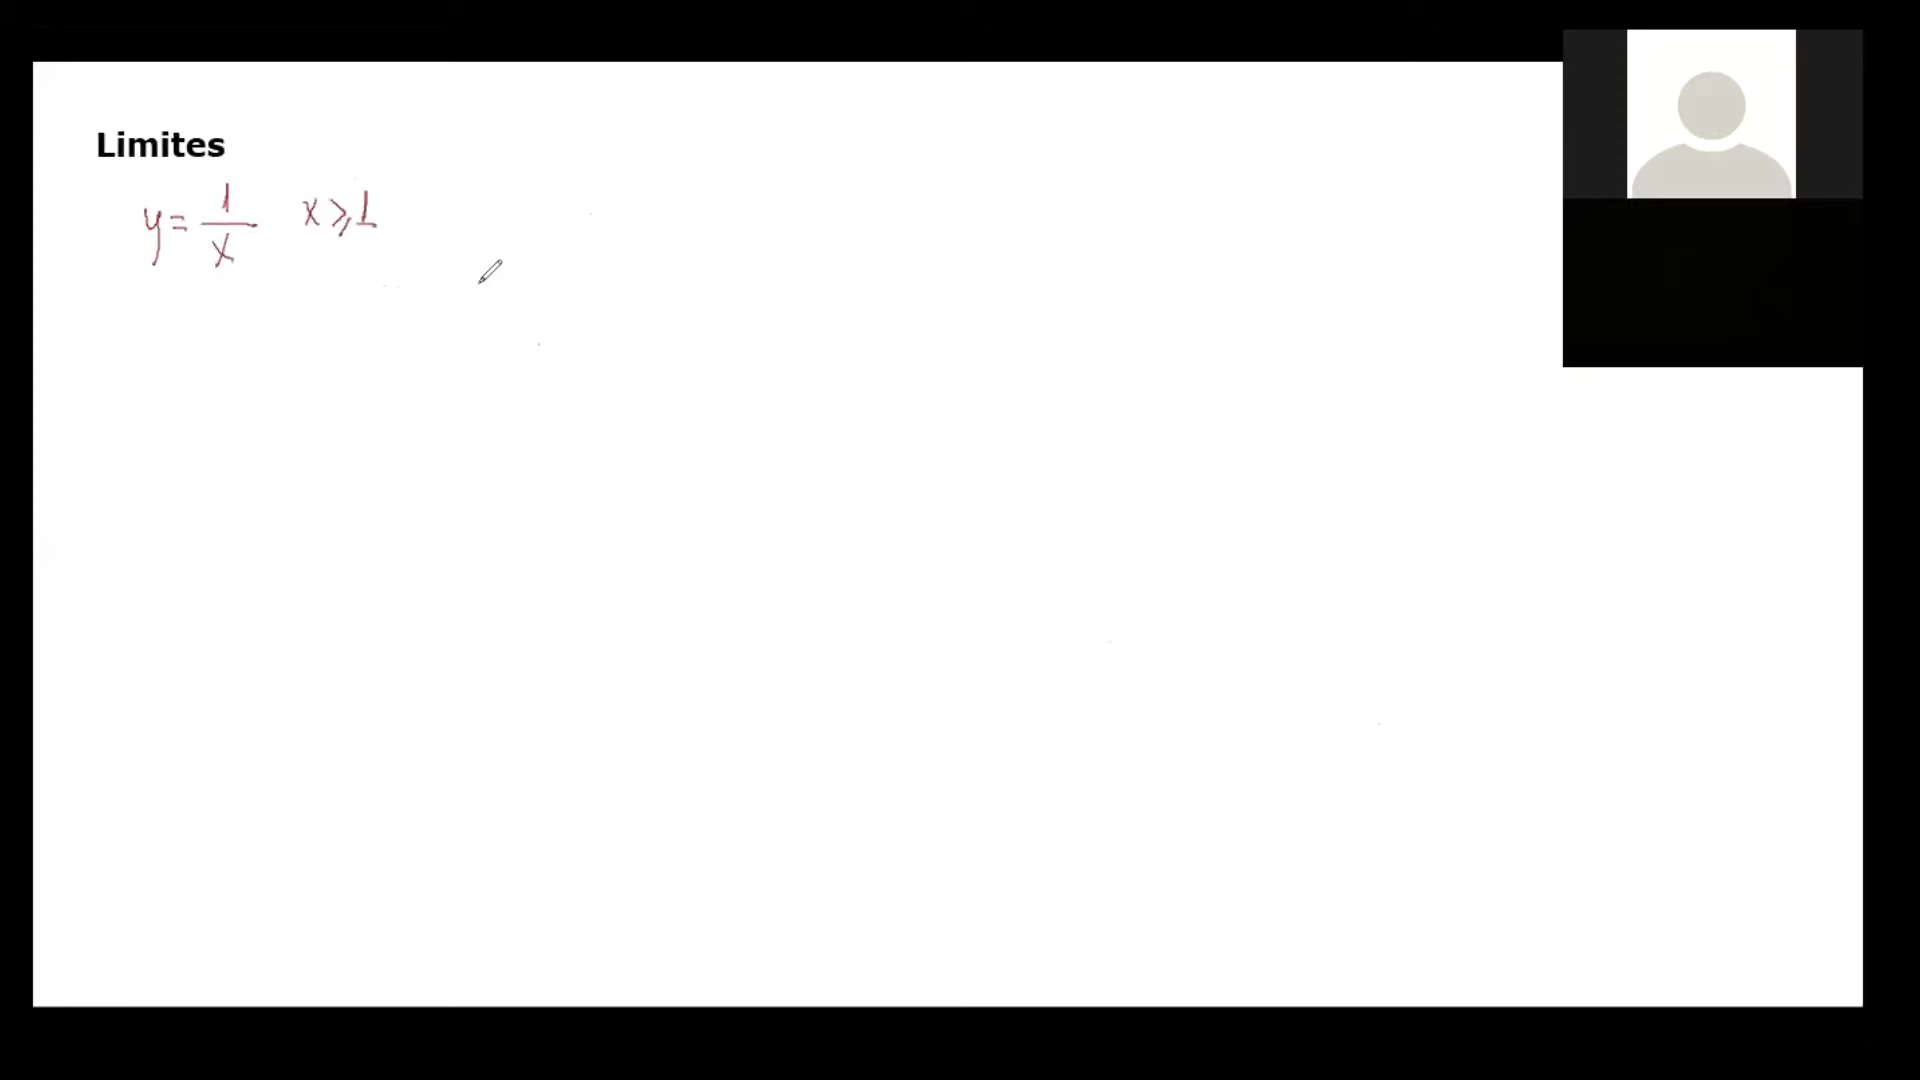 Limites
y = 1/x x ⩾ 1